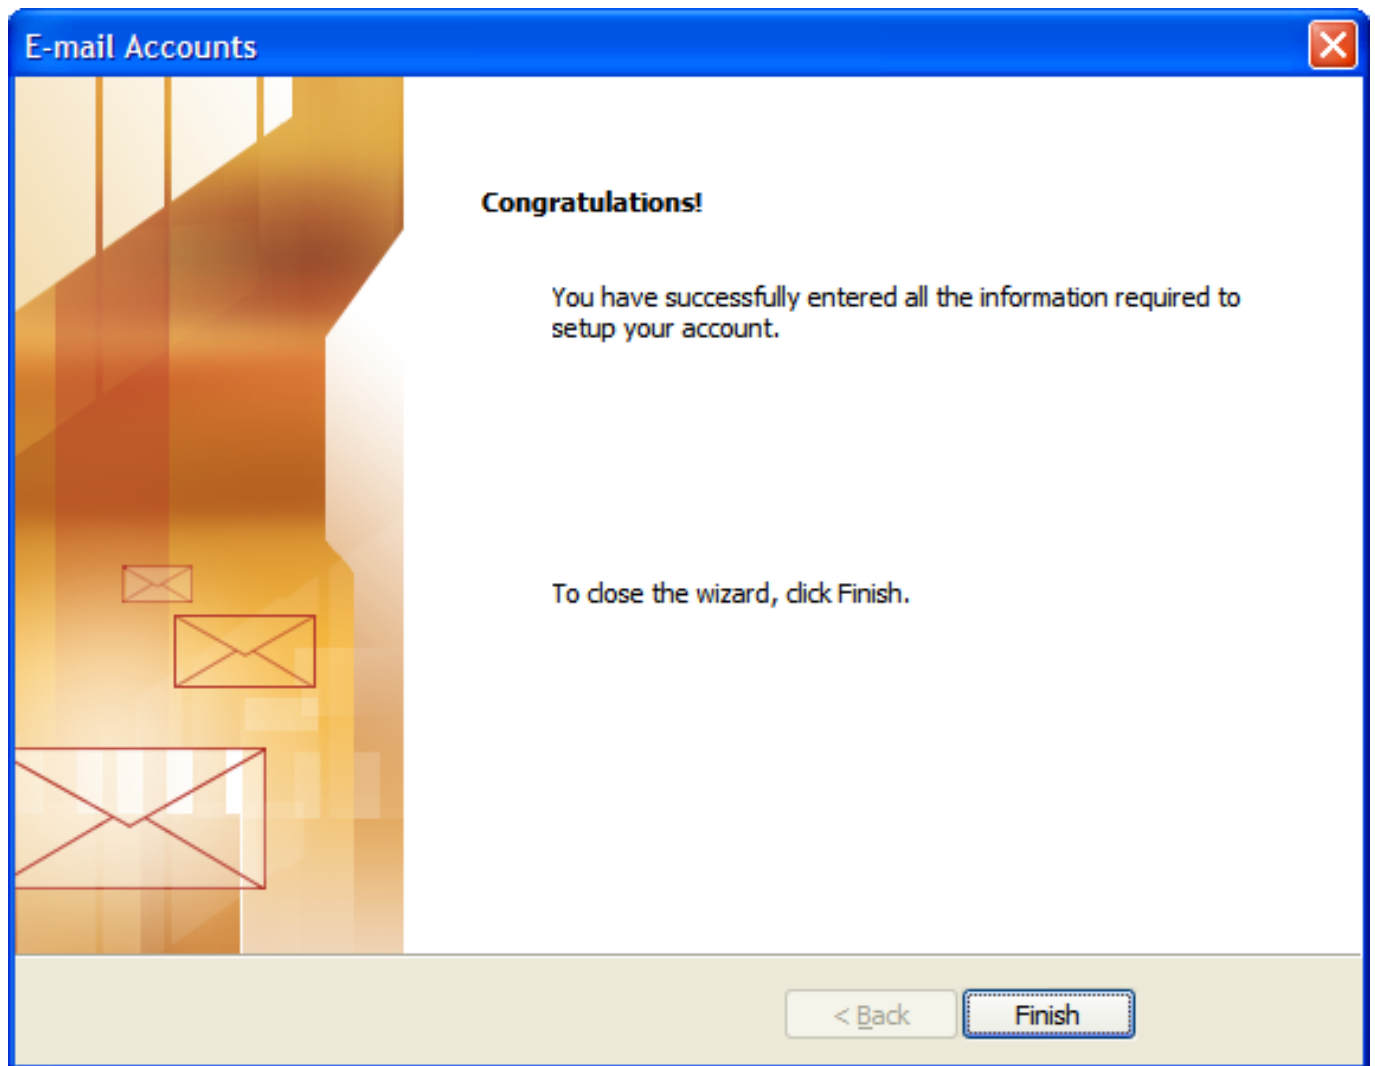 E-mail Accounts
Congratulations!
You have successfully entered all the information required to
setup your account.
To close the wizard, click Finish.
< Back
Finish